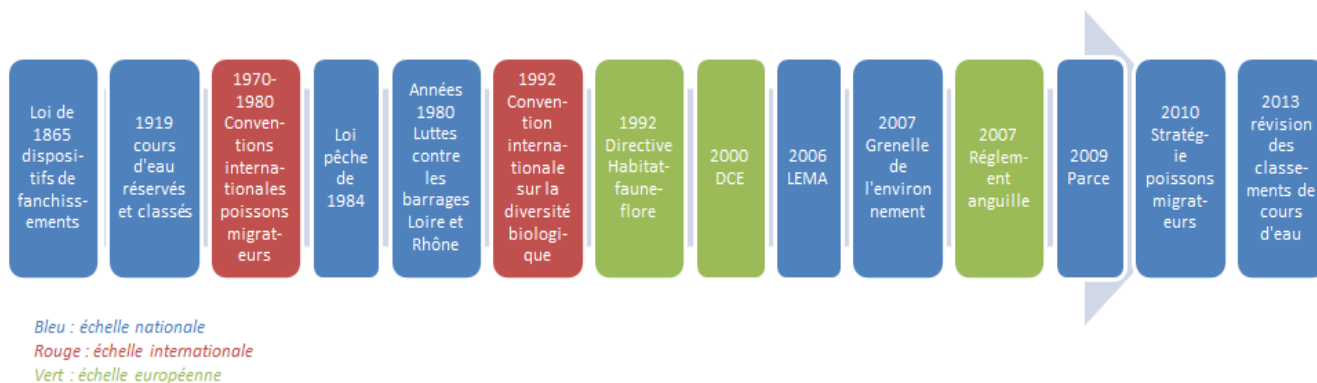 Loi de
1865
disposi-
tifs de
fanchiss-
ements
1919
cours
d'eau
réservés
et classés
1970-
1980
Conven-
tions
interna-
tionales
poissons
migrat-
eurs
Loi
pêche
de
1984
Années
1980
Luttes
contre
les
barrages
Loire et
Rhône
1992
Conven-
tion
interna-
tionale
sur la
diversité
biologi-
que
1992
Directive
Habitat-
faune-
flore
2000
DCE
2006
LEMA
2007
Grenelle
de
l'environ
nement
2007
Réglem-
ent
anguille
2009
Parce
2010
Stratég-
ie
poissons
migrat-
eurs
2013
révision
des
classe-
ments de
cours
d'eau
Bleu : échelle nationale
Rouge : échelle internationale
Vert : échelle européenne